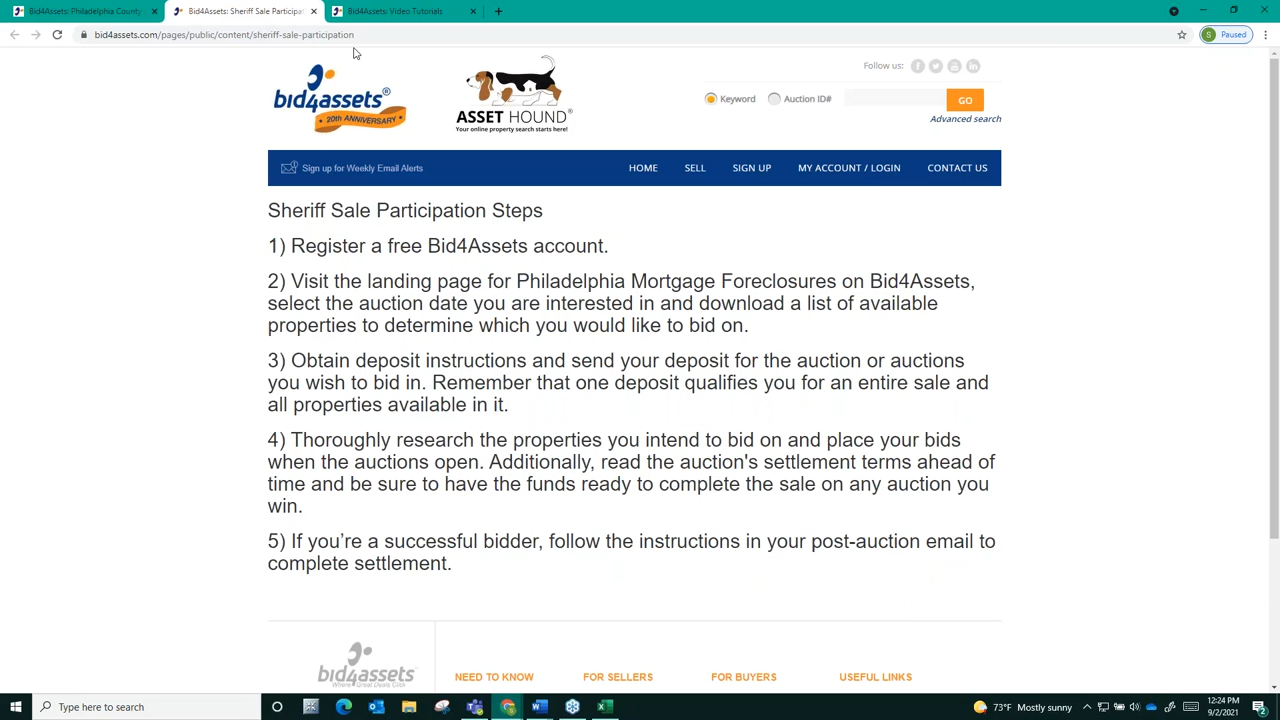 Bid4Assets: Philadelphia County
Bid4Assets: Sheriff Sale Participat
Bid4Assets: Video Tutorials
bid4assets.com/pages/public/content/sheriff-sale-participation
S Paused
Follow us:
bid4assets®
20th ANNIVERSARY
ASSET HOUND®
Your online property search starts here!
Keyword Auction ID# GO
Advanced search
Sign up for Weekly Email Alerts HOME SELL SIGN UP MY ACCOUNT / LOGIN CONTACT US
Sheriff Sale Participation Steps
1) Register a free Bid4Assets account.
2) Visit the landing page for Philadelphia Mortgage Foreclosures on Bid4Assets,
select the auction date you are interested in and download a list of available
properties to determine which you would like to bid on.
3) Obtain deposit instructions and send your deposit for the auction or auctions
you wish to bid in. Remember that one deposit qualifies you for an entire sale and
all properties available in it.
4) Thoroughly research the properties you intend to bid on and place your bids
when the auctions open. Additionally, read the auction's settlement terms ahead of
time and be sure to have the funds ready to complete the sale on any auction you
win.
5) If you’re a successful bidder, follow the instructions in your post-auction email to
complete settlement.
bid4assets
Where Great Deals Click
NEED TO KNOW FOR SELLERS FOR BUYERS USEFUL LINKS
Type here to search
73°F Mostly sunny
12:24 PM
9/2/2021
2